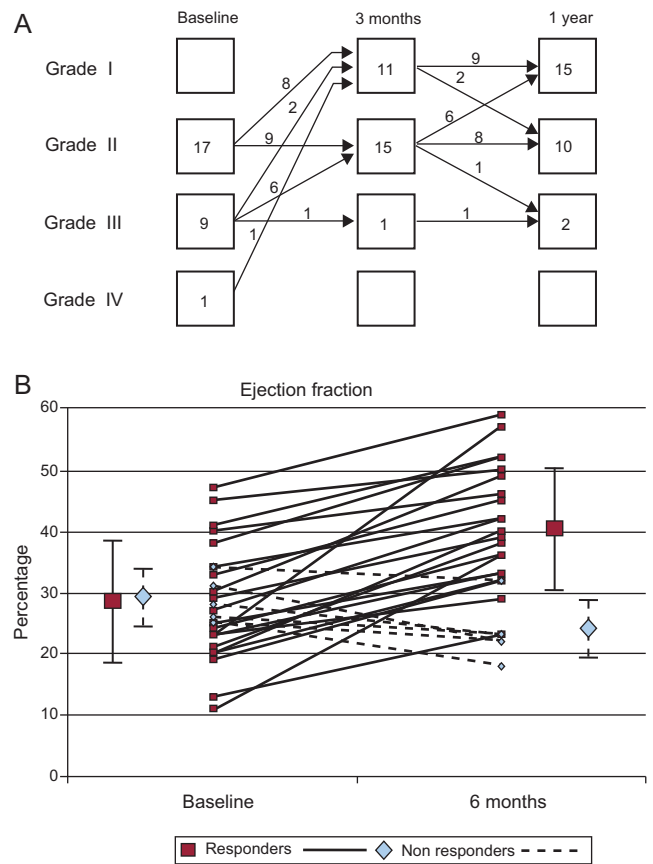 A
Baseline 3 months 1 year
Grade I 11 15
8 9
2 2
6
Grade II 17 9 15 8 10
6 1
Grade III 9 1 1 1 2
1
Grade IV 1
B
Ejection fraction
Percentage
60
50
40
30
20
10
0
Baseline 6 months
Responders Non responders